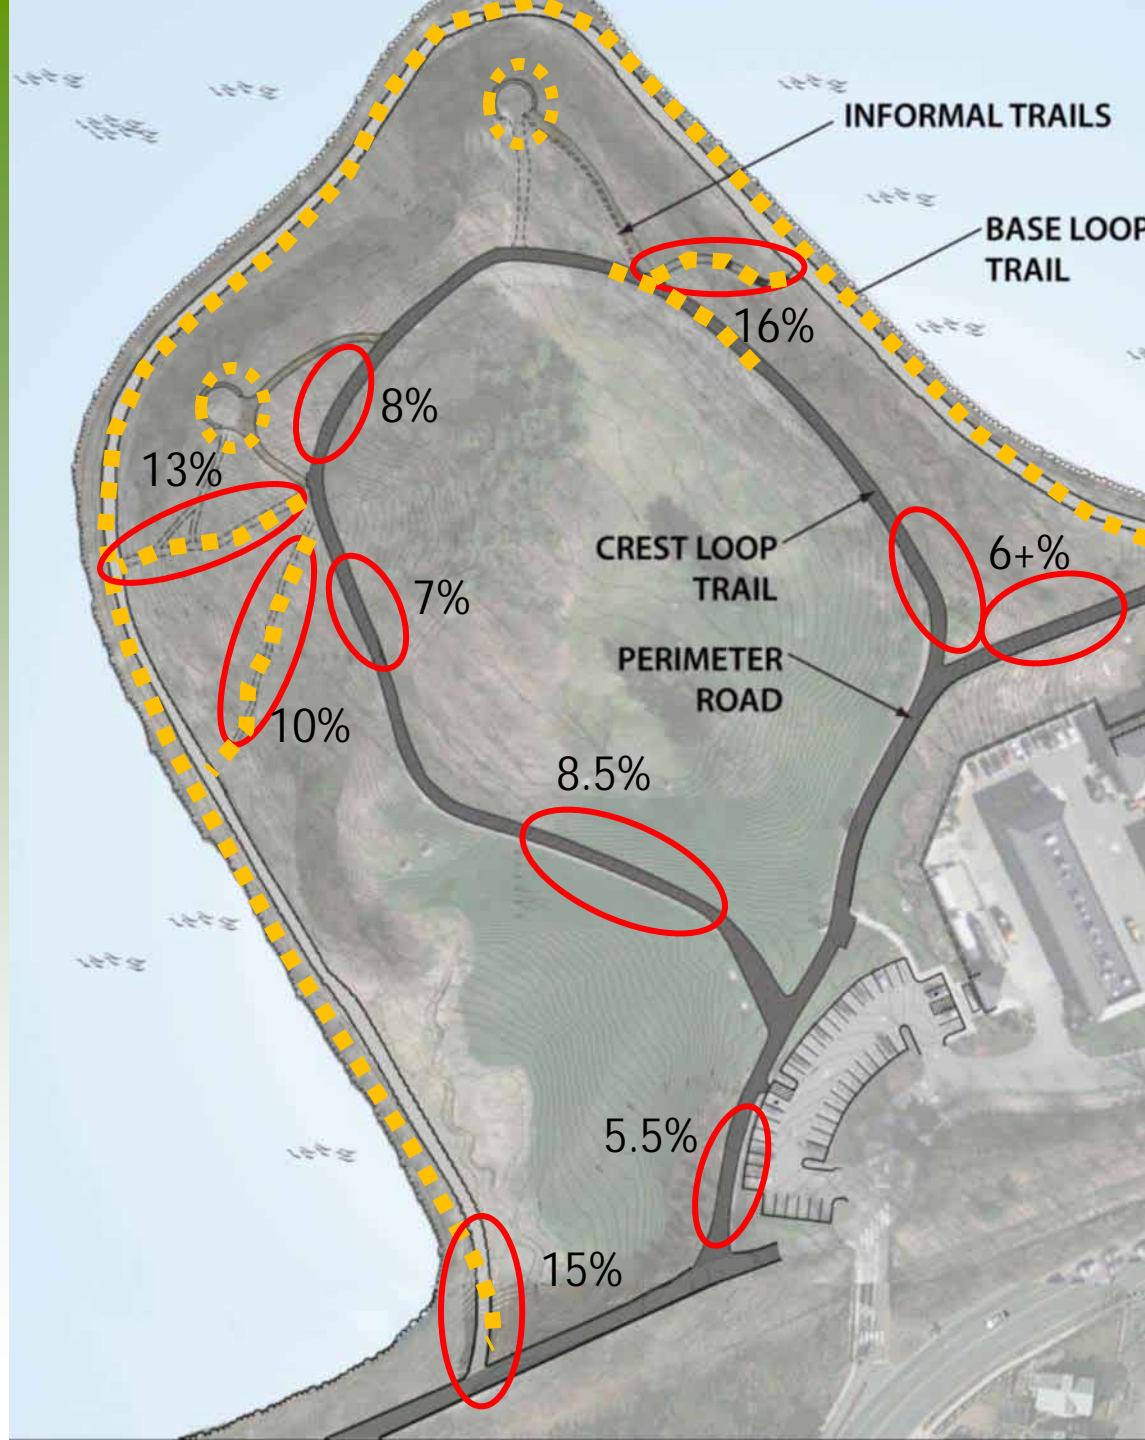 INFORMAL TRAILS
BASE LOOP
TRAIL
16%
8%
13%
CREST LOOP
TRAIL
6+%
7%
PERIMETER
ROAD
10%
8.5%
5.5%
15%